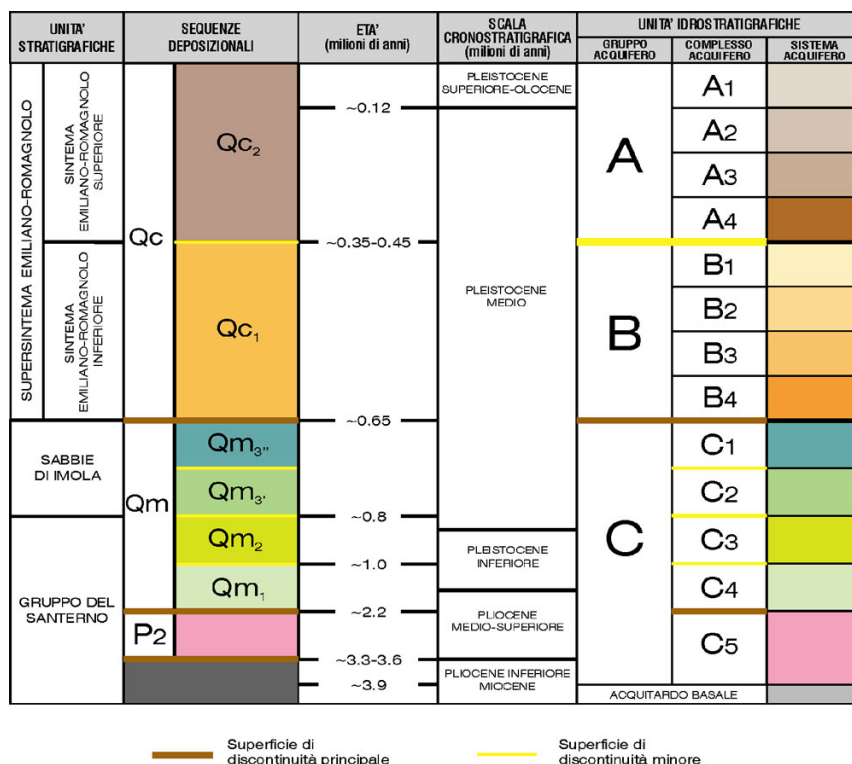 UNITA'
STRATIGRAFICHE
SEQUENZE
DEPOSIZIONALI
ETA'
(milioni di anni)
SCALA
CRONOSTRATIGRAFICA
(milioni di anni)
UNITA' IDROSTRATIGRAFICHE
GRUPPO
ACQUIFERO
COMPLESSO
ACQUIFERO
SISTEMA
ACQUIFERO
SUPERSINTEMA EMILIANO-ROMAGNOLO
SINTEMA
EMILIANO-ROMAGNOLO
SUPERIORE
SINTEMA
EMILIANO-ROMAGNOLO
INFERIORE
SABBIE
DI IMOLA
GRUPPO DEL
SANTERNO
Qc
Qm
P2
Qc2
Qc1
Qm3''
Qm3'
Qm2
Qm1
~0.12
~0.35-0.45
~0.65
~0.8
~1.0
~2.2
~3.3-3.6
~3.9
PLEISTOCENE
SUPERIORE-OLOCENE
PLEISTOCENE
MEDIO
PLEISTOCENE
INFERIORE
PLIOCENE
MEDIO-SUPERIORE
PLIOCENE INFERIORE
MIOCENE
A
B
C
A1
A2
A3
A4
B1
B2
B3
B4
C1
C2
C3
C4
C5
ACQUITARDO BASALE
Superficie di
discontinuità principale
Superficie di
discontinuità minore